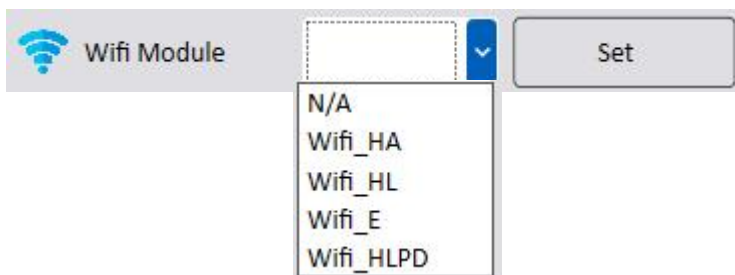 Wifi Module Set
N/A
Wifi_HA
Wifi_HL
Wifi_E
Wifi_HLPD